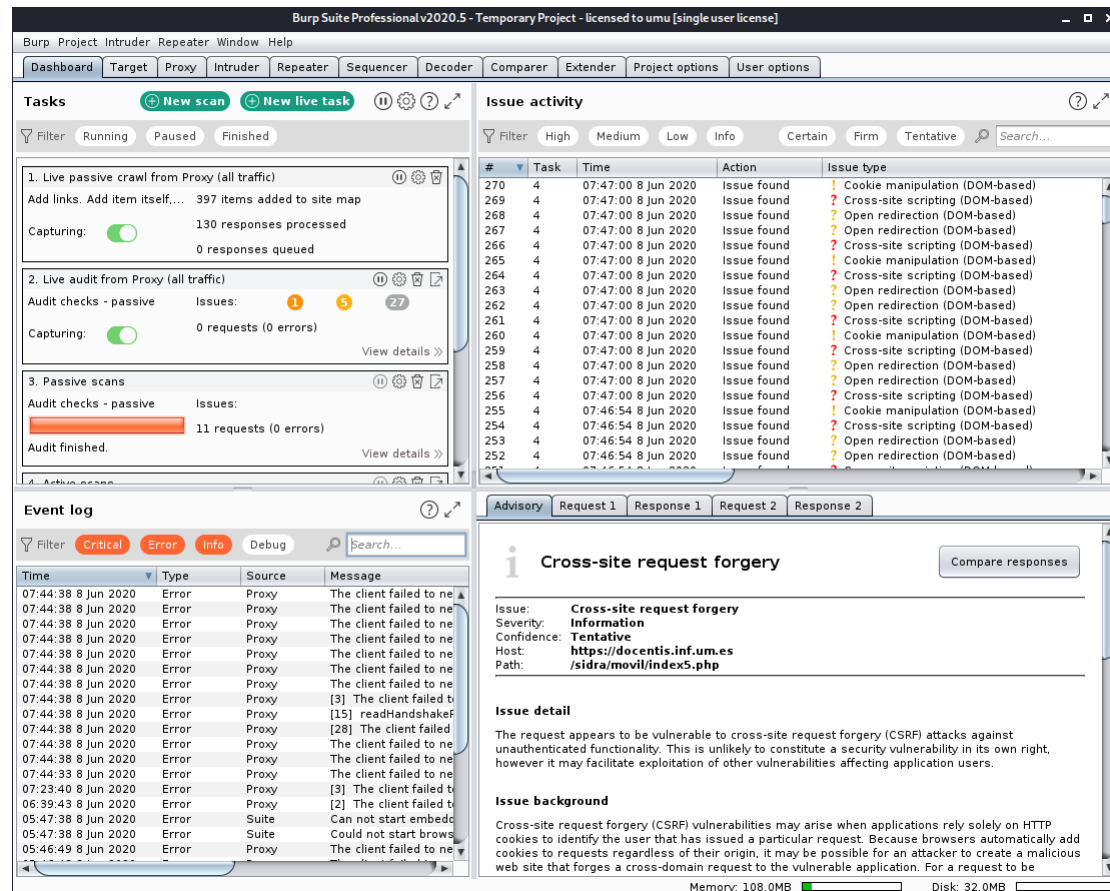 Burp Suite Professional v2020.5 - Temporary Project - licensed to umu [single user license]
Burp Project Intruder Repeater Window Help
Dashboard Target Proxy Intruder Repeater Sequencer Decoder Comparer Extender Project options User options
Tasks New scan New live task
Filter Running Paused Finished
1. Live passive crawl from Proxy (all traffic)
Add links. Add item itself,... 397 items added to site map
130 responses processed
Capturing:
0 responses queued
2. Live audit from Proxy (all traffic)
Audit checks - passive Issues: 1 5 27
0 requests (0 errors)
Capturing:
View details »
3. Passive scans
Audit checks - passive Issues:
11 requests (0 errors)
Audit finished.
View details »
4. Active scans
Issue activity
Filter High Medium Low Info Certain Firm Tentative Search...
# Task Time Action Issue type
270 4 07:47:00 8 Jun 2020 Issue found ! Cookie manipulation (DOM-based)
269 4 07:47:00 8 Jun 2020 Issue found ? Cross-site scripting (DOM-based)
268 4 07:47:00 8 Jun 2020 Issue found ? Open redirection (DOM-based)
267 4 07:47:00 8 Jun 2020 Issue found ? Open redirection (DOM-based)
266 4 07:47:00 8 Jun 2020 Issue found ? Cross-site scripting (DOM-based)
265 4 07:47:00 8 Jun 2020 Issue found ! Cookie manipulation (DOM-based)
264 4 07:47:00 8 Jun 2020 Issue found ? Cross-site scripting (DOM-based)
263 4 07:47:00 8 Jun 2020 Issue found ? Open redirection (DOM-based)
262 4 07:47:00 8 Jun 2020 Issue found ? Open redirection (DOM-based)
261 4 07:47:00 8 Jun 2020 Issue found ? Cross-site scripting (DOM-based)
260 4 07:47:00 8 Jun 2020 Issue found ! Cookie manipulation (DOM-based)
259 4 07:47:00 8 Jun 2020 Issue found ? Cross-site scripting (DOM-based)
258 4 07:47:00 8 Jun 2020 Issue found ? Open redirection (DOM-based)
257 4 07:47:00 8 Jun 2020 Issue found ? Open redirection (DOM-based)
256 4 07:47:00 8 Jun 2020 Issue found ? Cross-site scripting (DOM-based)
255 4 07:46:54 8 Jun 2020 Issue found ! Cookie manipulation (DOM-based)
254 4 07:46:54 8 Jun 2020 Issue found ? Cross-site scripting (DOM-based)
253 4 07:46:54 8 Jun 2020 Issue found ? Open redirection (DOM-based)
252 4 07:46:54 8 Jun 2020 Issue found ? Open redirection (DOM-based)
Event log
Filter Critical Error Info Debug Search...
Time Type Source Message
07:44:38 8 Jun 2020 Error Proxy The client failed to ne
07:44:38 8 Jun 2020 Error Proxy The client failed to ne
07:44:38 8 Jun 2020 Error Proxy The client failed to ne
07:44:38 8 Jun 2020 Error Proxy The client failed to ne
07:44:38 8 Jun 2020 Error Proxy The client failed to ne
07:44:38 8 Jun 2020 Error Proxy The client failed to ne
07:44:38 8 Jun 2020 Error Proxy The client failed to ne
07:44:38 8 Jun 2020 Error Proxy [3] The client failed t
07:44:38 8 Jun 2020 Error Proxy [15] readHandshakeF
07:44:38 8 Jun 2020 Error Proxy [28] The client failed
07:44:38 8 Jun 2020 Error Proxy The client failed to ne
07:44:38 8 Jun 2020 Error Proxy The client failed to ne
07:44:33 8 Jun 2020 Error Proxy The client failed to ne
07:23:40 8 Jun 2020 Error Proxy [3] The client failed t
06:39:43 8 Jun 2020 Error Proxy [2] The client failed t
05:47:38 8 Jun 2020 Error Suite Can not start embedd
05:47:38 8 Jun 2020 Error Suite Could not start brows
05:46:49 8 Jun 2020 Error Proxy The client failed to ne
Advisory Request 1 Response 1 Request 2 Response 2
i Cross-site request forgery Compare responses
Issue: Cross-site request forgery
Severity: Information
Confidence: Tentative
Host: https://docentis.inf.um.es
Path: /sidra/movil/index5.php
Issue detail
The request appears to be vulnerable to cross-site request forgery (CSRF) attacks against
unauthenticated functionality. This is unlikely to constitute a security vulnerability in its own right,
however it may facilitate exploitation of other vulnerabilities affecting application users.
Issue background
Cross-site request forgery (CSRF) vulnerabilities may arise when applications rely solely on HTTP
cookies to identify the user that has issued a particular request. Because browsers automatically add
cookies to requests regardless of their origin, it may be possible for an attacker to create a malicious
web site that forges a cross-domain request to the vulnerable application. For a request to be
Memory: 108.0MB Disk: 32.0MB